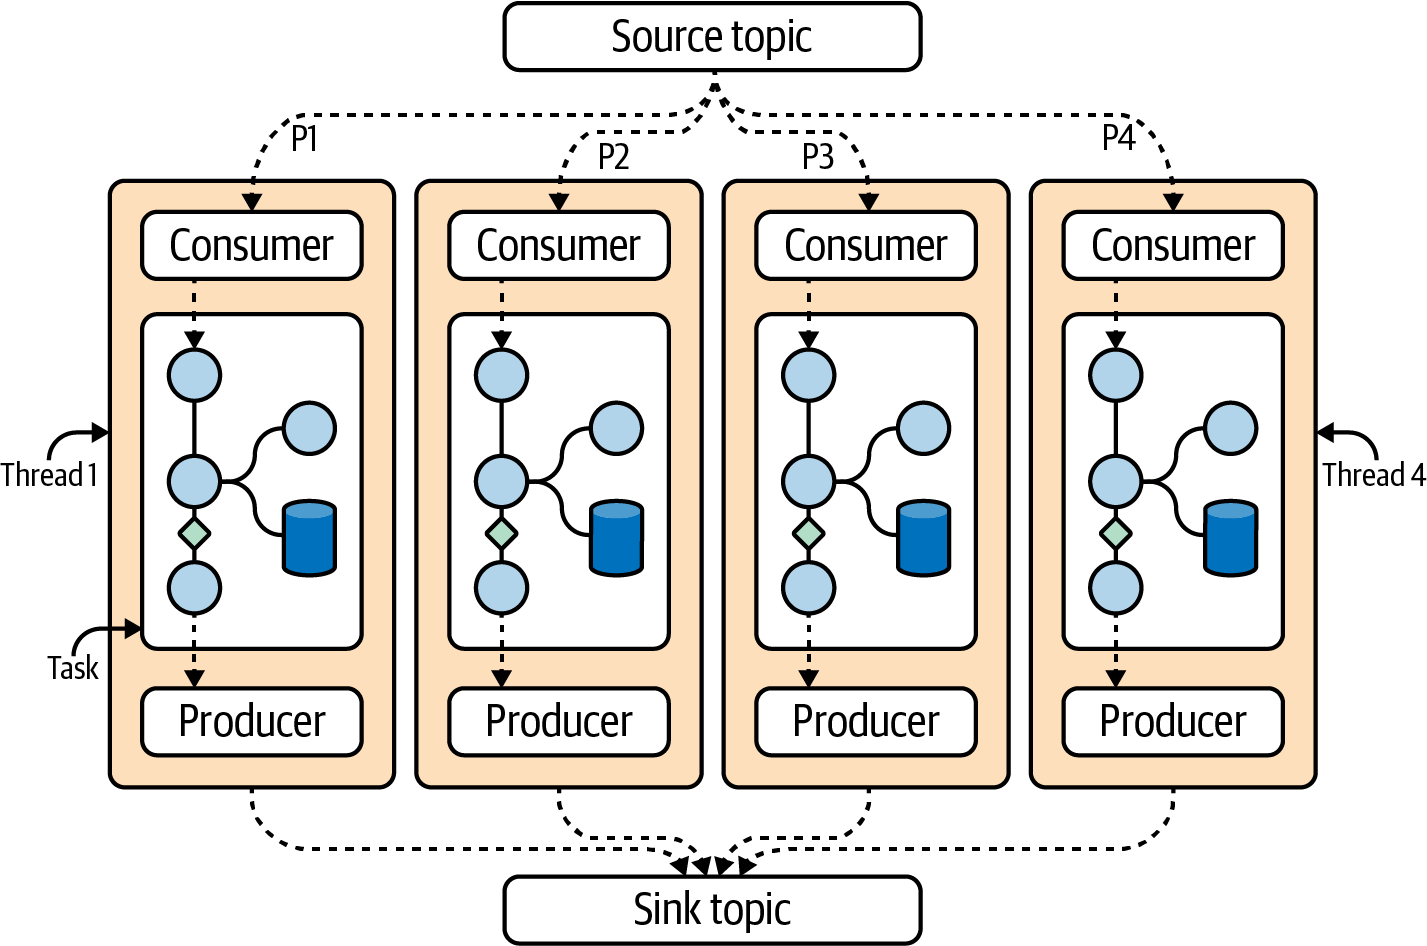 Source topic
P1
P2
P3
P4
Consumer
Consumer
Consumer
Consumer
Thread 1
Thread 4
Task
Producer
Producer
Producer
Producer
Sink topic